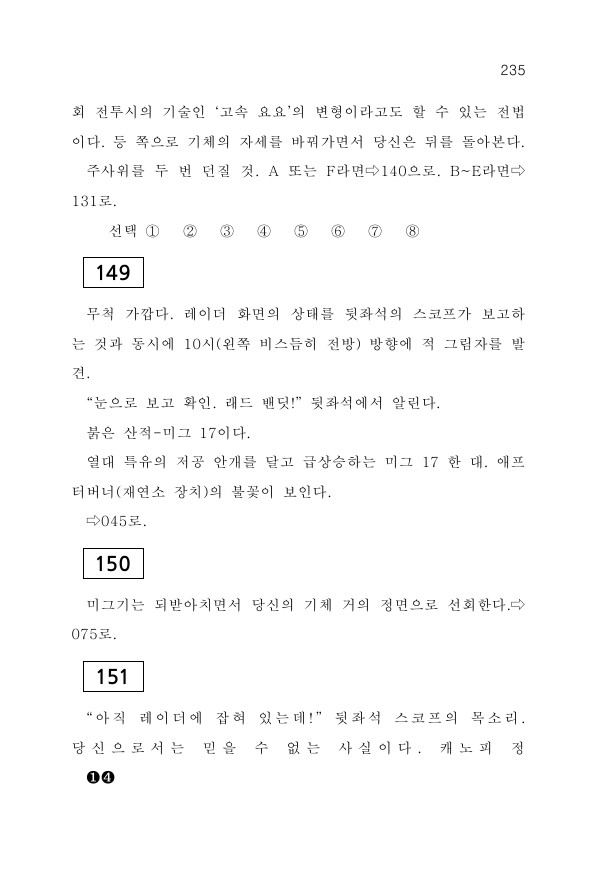 235
회 전투시의 기술인 ‘고속 요요’의 변형이라고도 할 수 있는 전법
이다. 등 쪽으로 기체의 자세를 바꿔가면서 당신은 뒤를 돌아본다.
주사위를 두 번 던질 것. A 또는 F라면⇨140으로. B~E라면⇨
131로.
선택 ① ② ③ ④ ⑤ ⑥ ⑦ ⑧
149
무척 가깝다. 레이더 화면의 상태를 뒷좌석의 스코프가 보고하
는 것과 동시에 10시(왼쪽 비스듬히 전방) 방향에 적 그림자를 발
견.
“눈으로 보고 확인. 래드 밴딧!” 뒷좌석에서 알린다.
붉은 산적-미그 17이다.
열대 특유의 저공 안개를 달고 급상승하는 미그 17 한 대. 애프
터버너(재연소 장치)의 불꽃이 보인다.
⇨045로.
150
미그기는 되받아치면서 당신의 기체 거의 정면으로 선회한다.⇨
075로.
151
“아직 레이더에 잡혀 있는데!” 뒷좌석 스코프의 목소리.
당신으로서는 믿을 수 없는 사실이다. 캐노피 정
❶❹